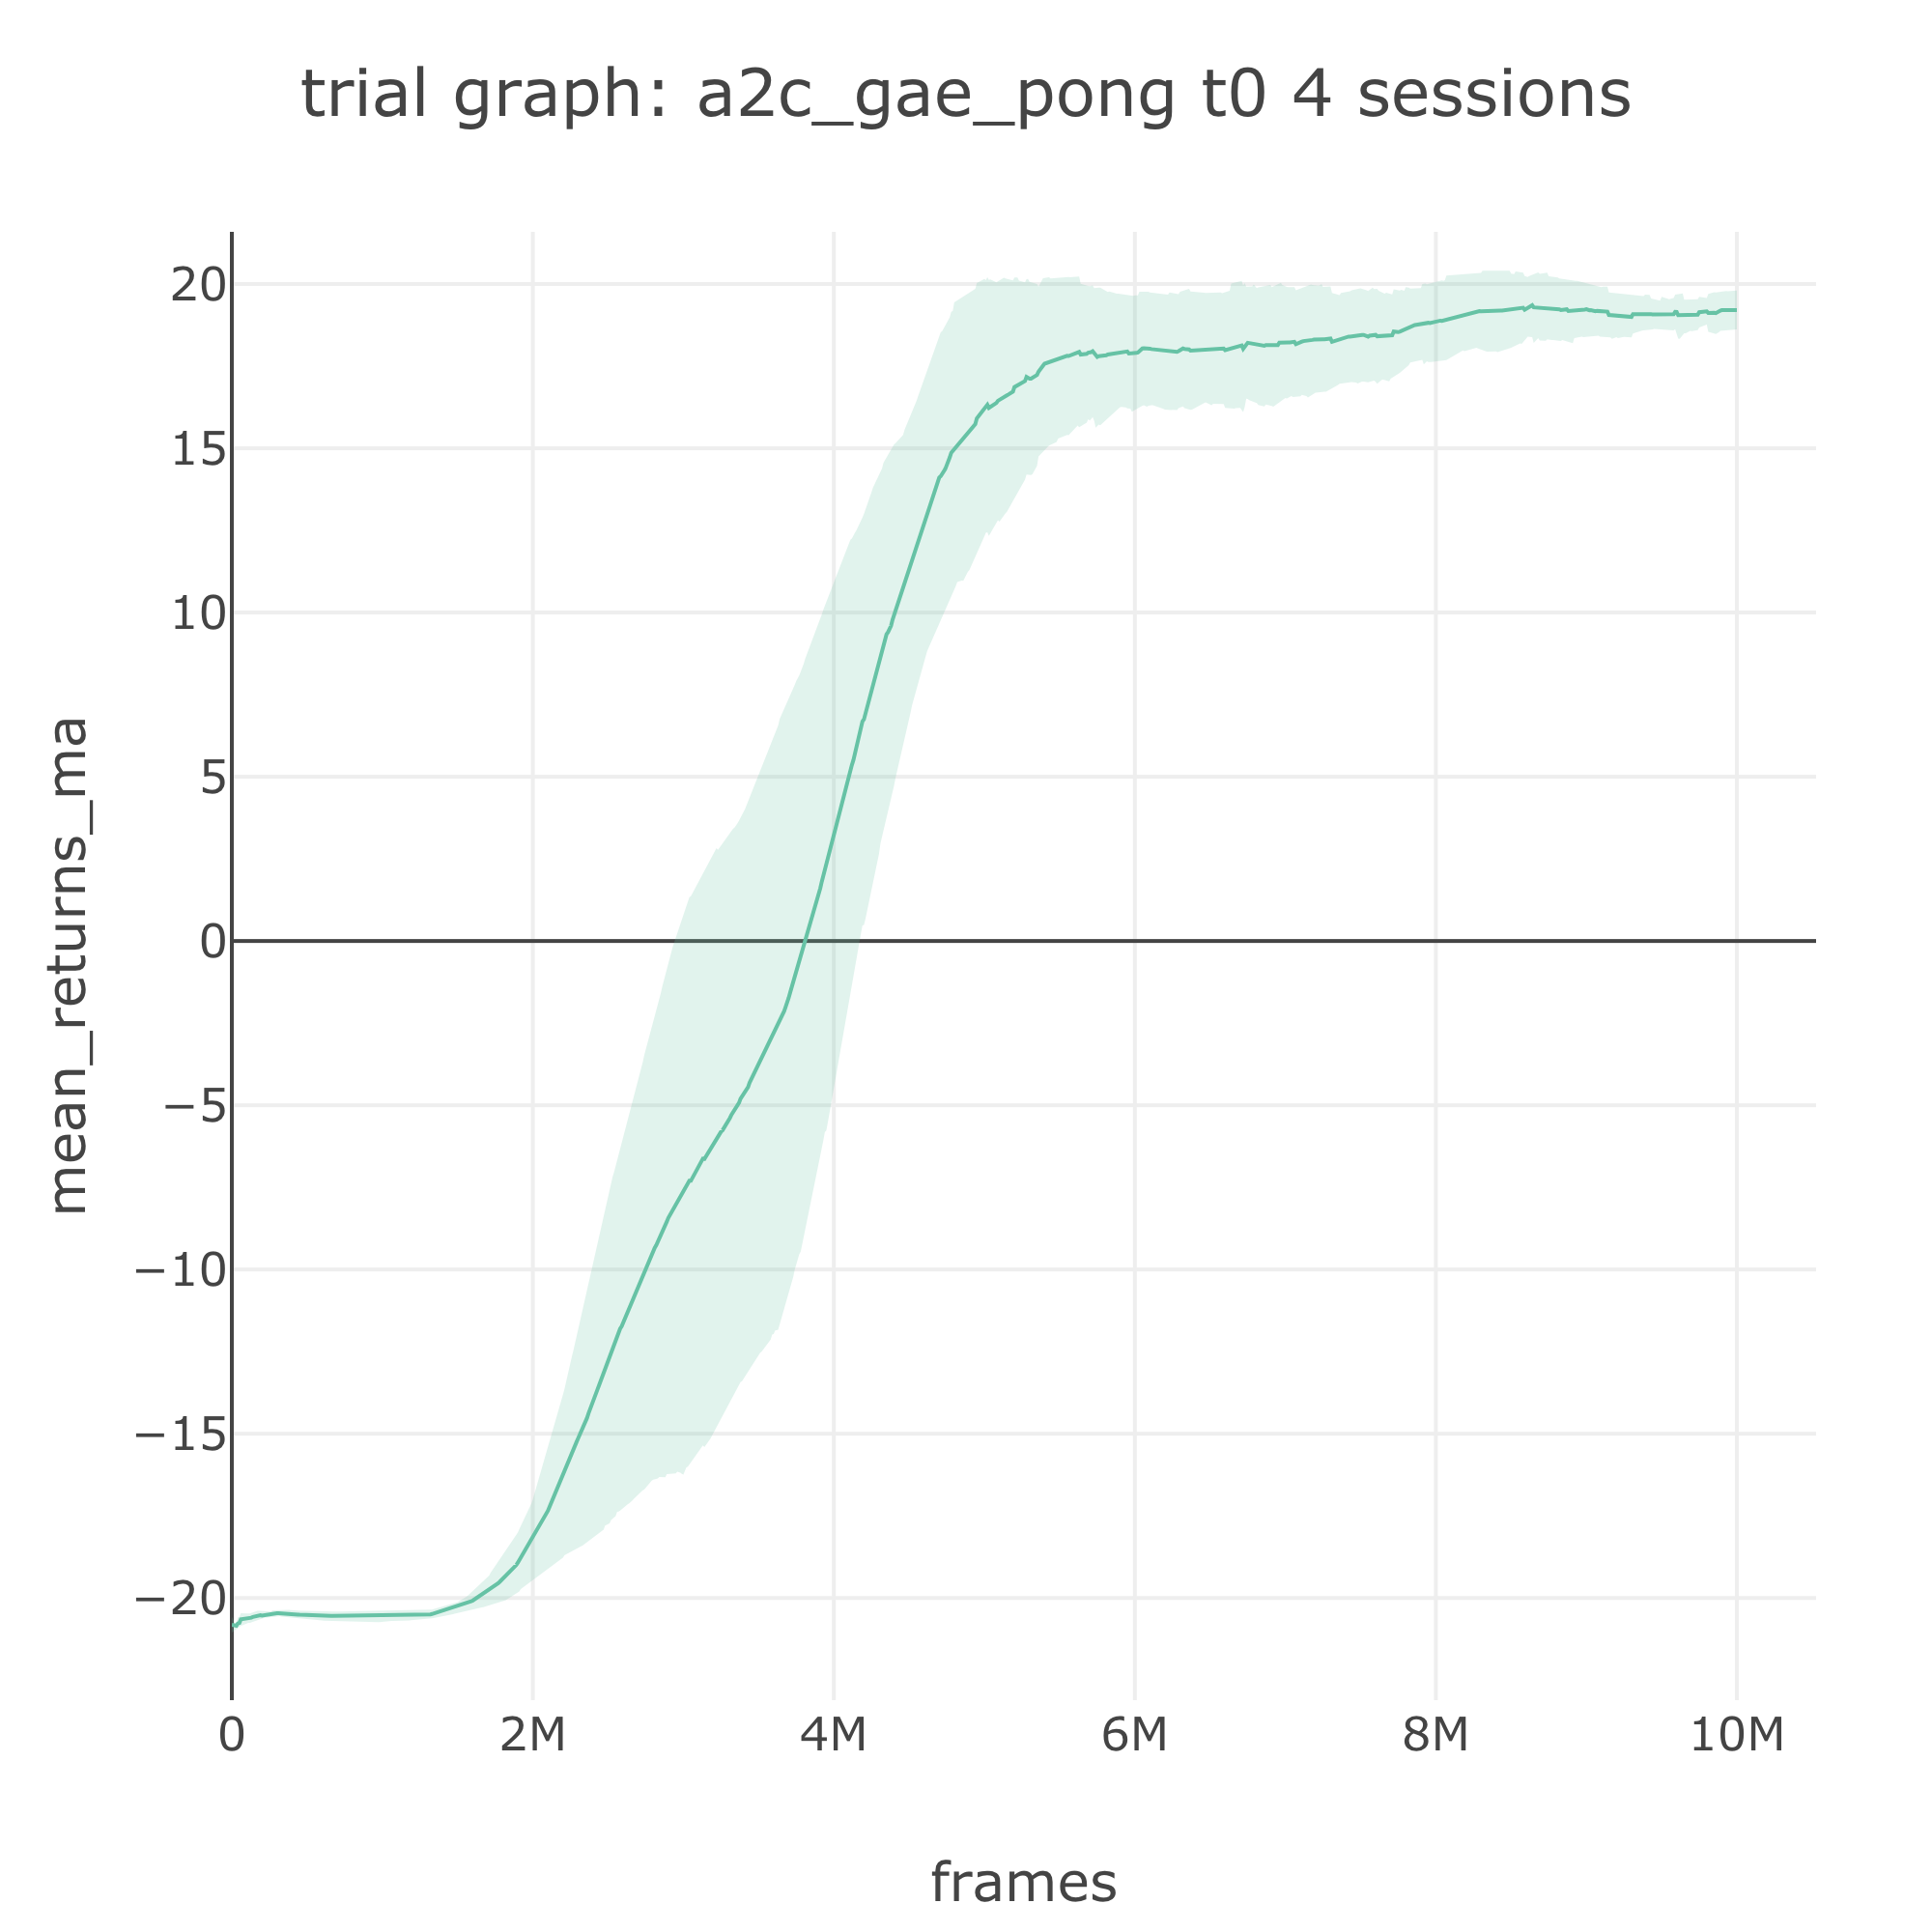 trial graph: a2c_gae_pong t0 4 sessions
mean_returns_ma
20
15
10
5
0
−5
−10
−15
−20
0
2M
4M
6M
8M
10M
frames